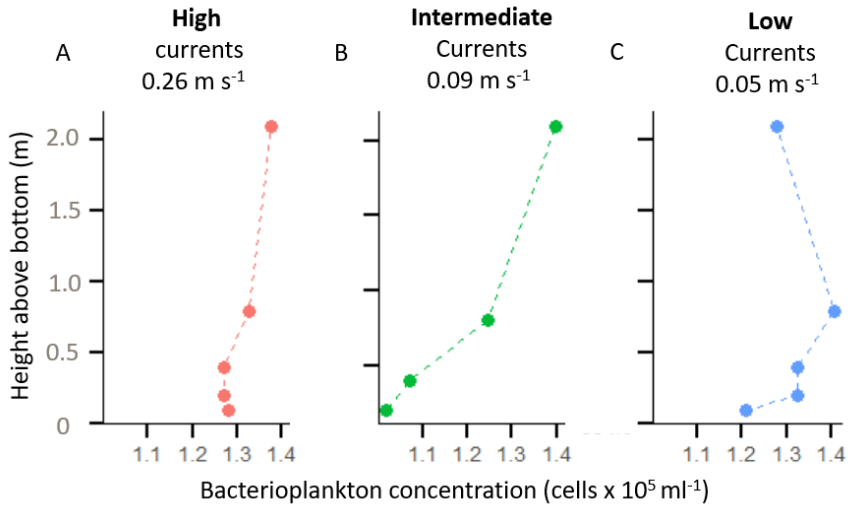 High
currents
0.26 m s-1
A
Intermediate
Currents
0.09 m s-1
B
Low
Currents
0.05 m s-1
C
Height above bottom (m)
2.0
1.5
1.0
0.5
0
1.1 1.2 1.3 1.4
1.1 1.2 1.3 1.4
1.1 1.2 1.3 1.4
Bacterioplankton concentration (cells x 10⁵ ml⁻¹)